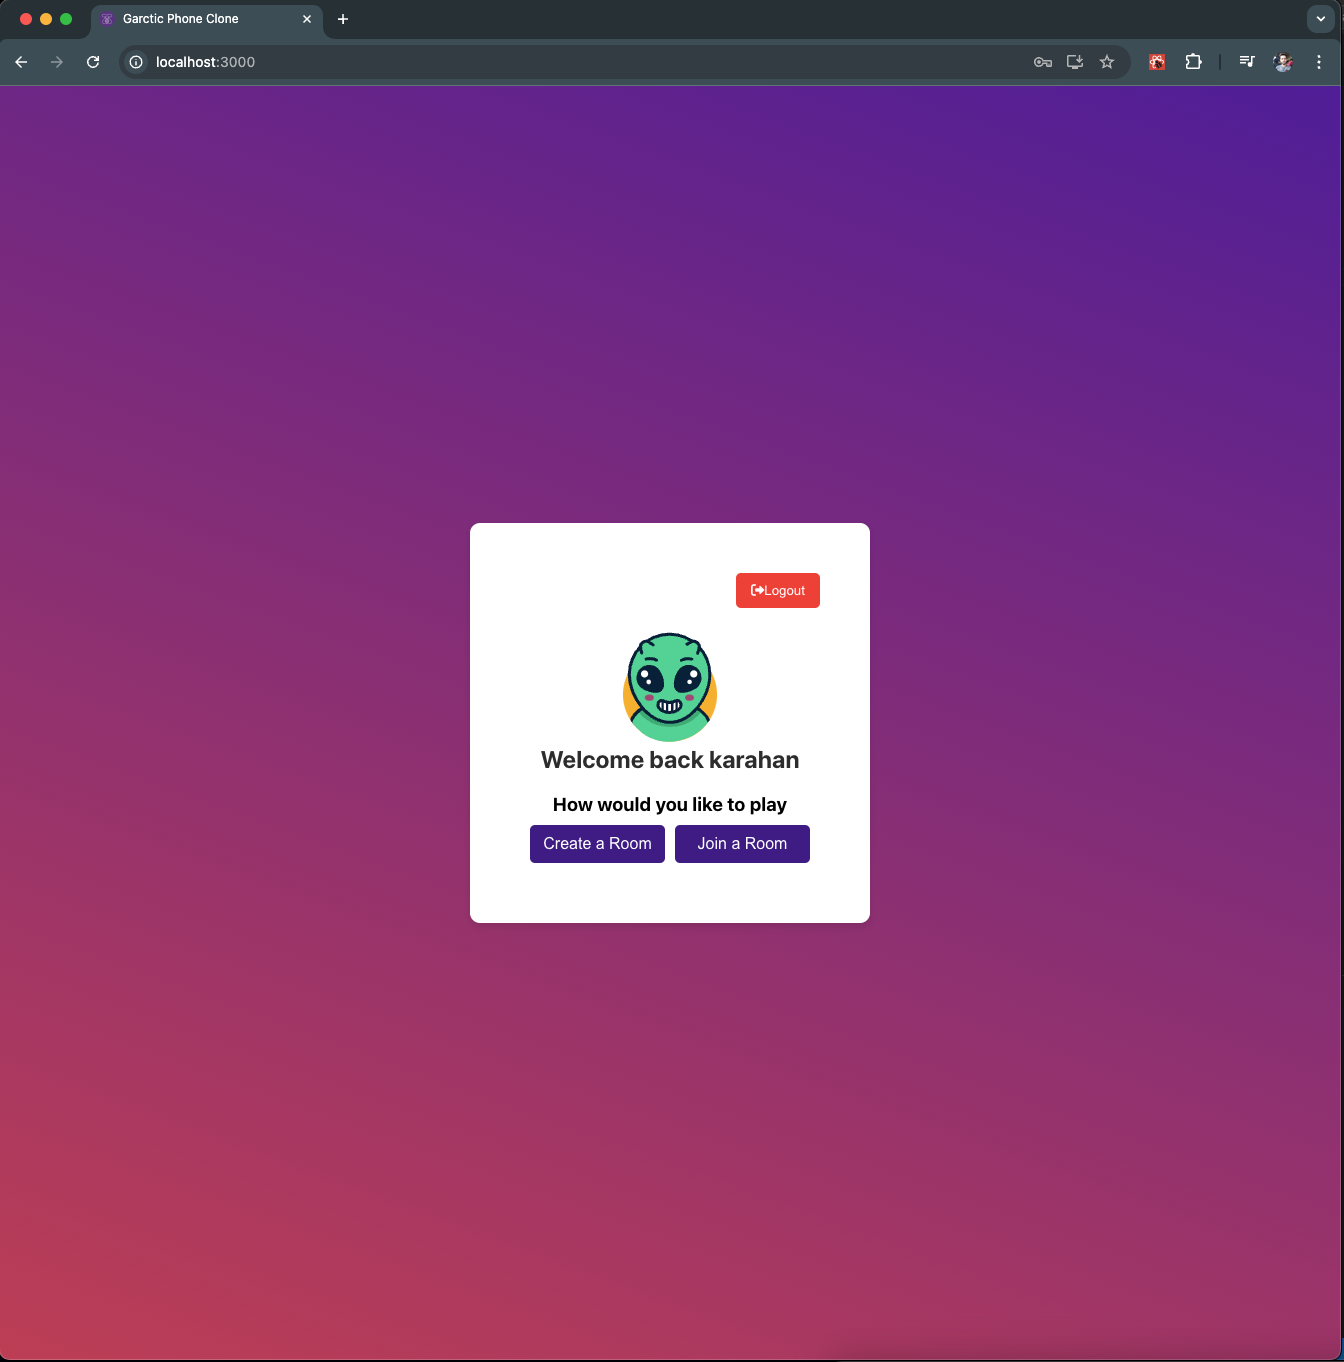 Garctic Phone Clone
localhost:3000
Logout
Welcome back karahan
How would you like to play
Create a Room
Join a Room